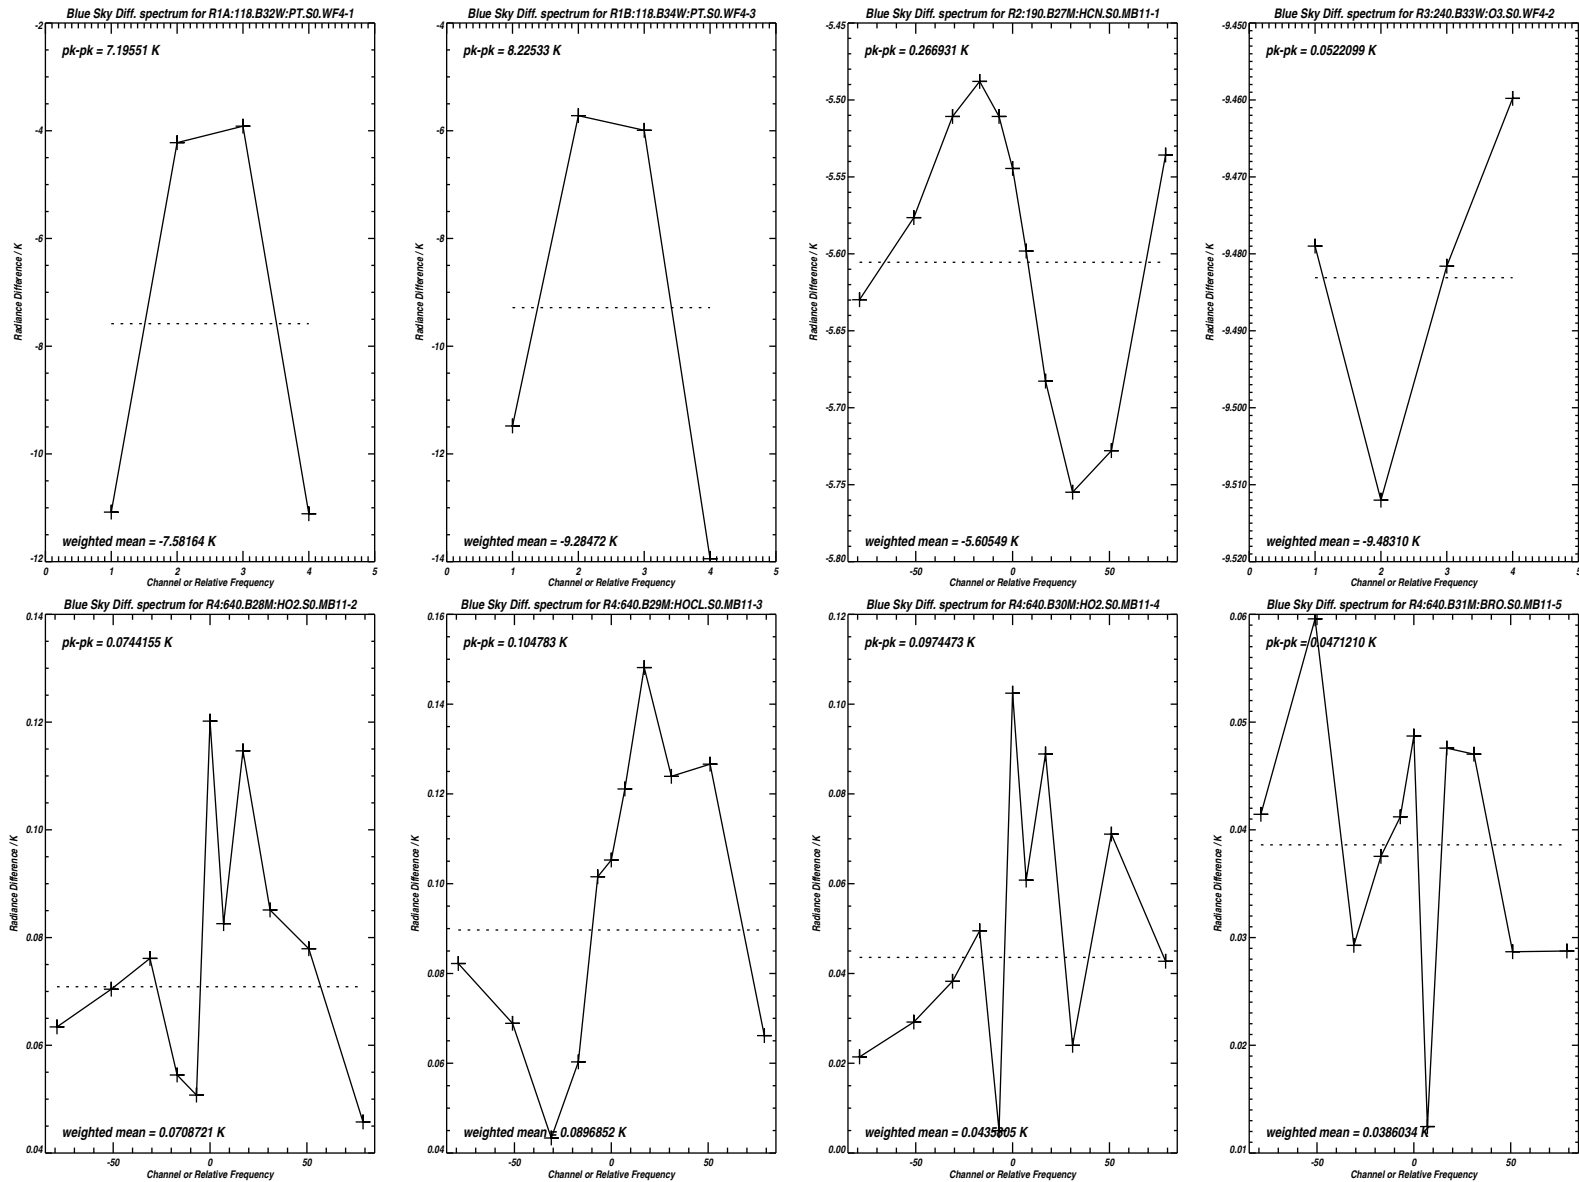 Blue Sky Diff spectrum for R1A:118.B32W:PT.S0.WF4-1
pk-pk = 7.19551 K
Radiance Difference / K
-2
-4
-6
-8
-10
-12
weighted mean = -7.58164 K
0 1 2 3 4 5
Channel or Relative Frequency
Blue Sky Diff spectrum for R1B:118.B34W:PT.S0.WF4-3
pk-pk = 8.22533 K
Radiance Difference / K
-4
-6
-8
-10
-12
-14
weighted mean = -9.28472 K
0 1 2 3 4 5
Channel or Relative Frequency
Blue Sky Diff spectrum for R2:190.B27M:HCN.S0.MB11-1
pk-pk = 0.266931 K
Radiance Difference / K
-5.45
-5.50
-5.55
-5.60
-5.65
-5.70
-5.75
-5.80
weighted mean = -5.60549 K
-50 0 50
Channel or Relative Frequency
Blue Sky Diff spectrum for R3:240.B33W:O3.S0.WF4-2
pk-pk = 0.0522099 K
Radiance Difference / K
-9.450
-9.460
-9.470
-9.480
-9.490
-9.500
-9.510
-9.520
weighted mean = -9.48310 K
0 1 2 3 4 5
Channel or Relative Frequency
Blue Sky Diff. spectrum for R4:640.B28M:HO2.S0.MB11-2
pk-pk = 0.0744155 K
Radiance Difference / K
0.14
0.12
0.10
0.08
0.06
0.04
weighted mean = 0.0708721 K
-50 0 50
Channel or Relative Frequency
Blue Sky Diff. spectrum for R4:640.B29M:HOCL.S0.MB11-3
pk-pk = 0.104783 K
Radiance Difference / K
0.16
0.14
0.12
0.10
0.08
0.06
0.04
weighted mean = 0.0896852 K
-50 0 50
Channel or Relative Frequency
Blue Sky Diff. spectrum for R4:640.B30M:HO2.S0.MB11-4
pk-pk = 0.0974473 K
Radiance Difference / K
0.12
0.10
0.08
0.06
0.04
0.02
0.00
weighted mean = 0.0435805 K
-50 0 50
Channel or Relative Frequency
Blue Sky Diff. spectrum for R4:640.B31M:BRO.S0.MB11-5
pk-pk = 0.0471210 K
Radiance Difference / K
0.06
0.05
0.04
0.03
0.02
0.01
weighted mean = 0.0386034 K
-50 0 50
Channel or Relative Frequency